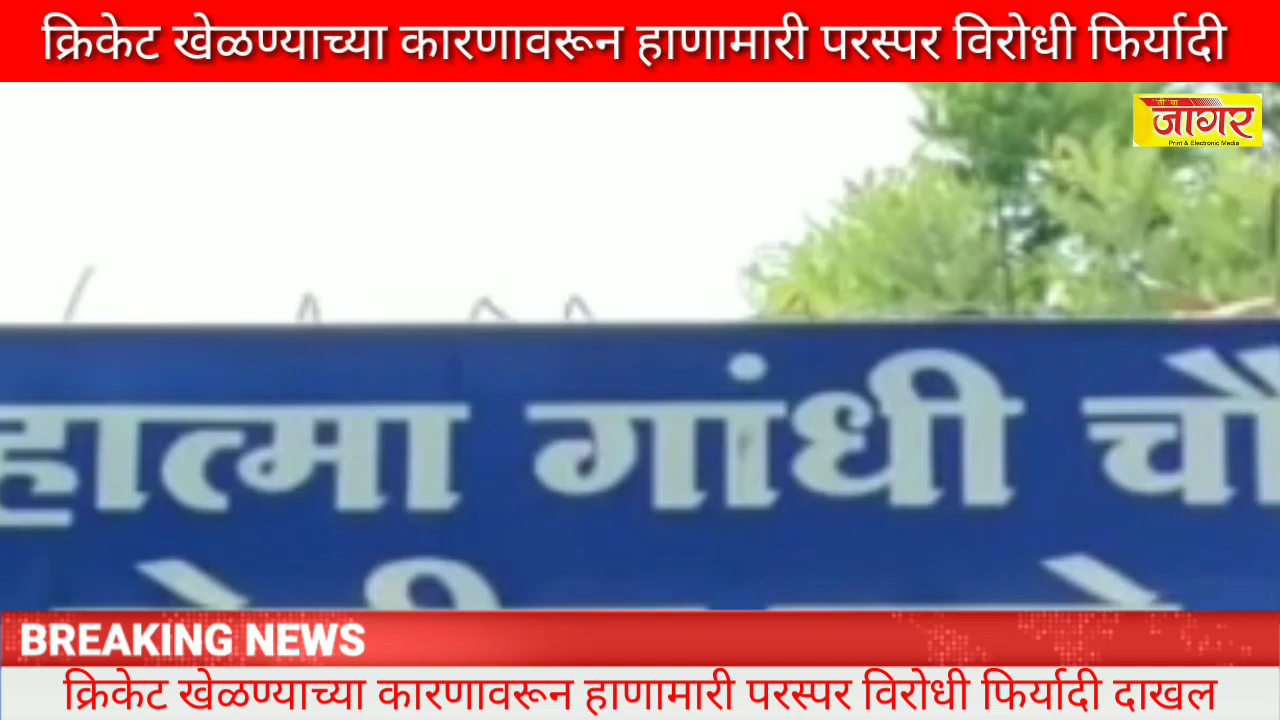 क्रिकेट खेळण्याच्या कारणावरून हाणामारी परस्पर विरोधी फिर्यादी
जागर
Print & Electronic Media
हात्मा गांधी चौ
BREAKING NEWS
क्रिकेट खेळण्याच्या कारणावरून हाणामारी परस्पर विरोधी फिर्यादी दाखल